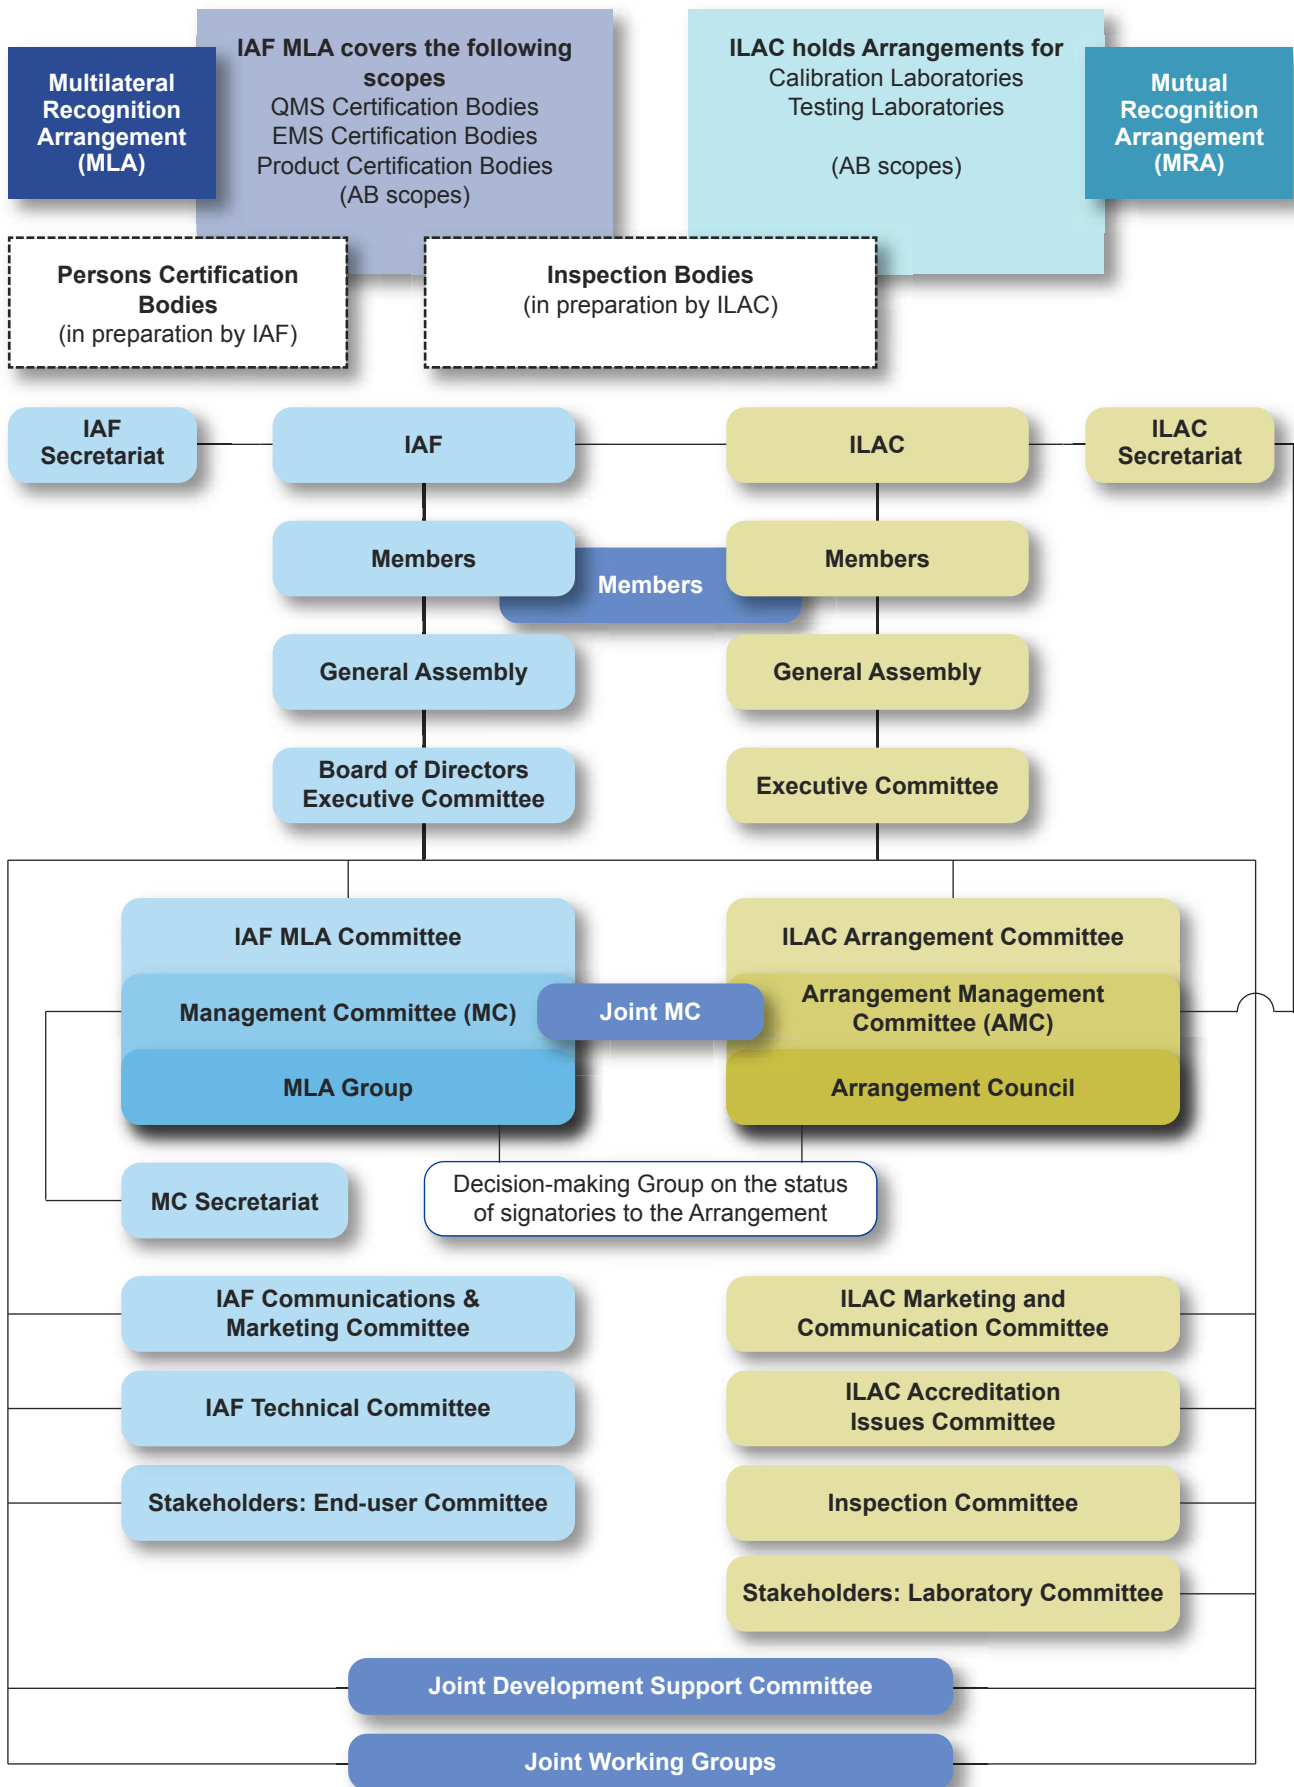 Multilateral
Recognition
Arrangement
(MLA)
IAF MLA covers the following
scopes
QMS Certification Bodies
EMS Certification Bodies
Product Certification Bodies
(AB scopes)
ILAC holds Arrangements for
Calibration Laboratories
Testing Laboratories
(AB scopes)
Mutual
Recognition
Arrangement
(MRA)
Persons Certification
Bodies
(in preparation by IAF)
Inspection Bodies
(in preparation by ILAC)
IAF
Secretariat
IAF
ILAC
ILAC
Secretariat
Members
Members
Members
General Assembly
General Assembly
Board of Directors
Executive Committee
Executive Committee
IAF MLA Committee
ILAC Arrangement Committee
Management Committee (MC)
Joint MC
Arrangement Management
Committee (AMC)
MLA Group
Arrangement Council
MC Secretariat
Decision-making Group on the status
of signatories to the Arrangement
IAF Communications &
Marketing Committee
ILAC Marketing and
Communication Committee
IAF Technical Committee
ILAC Accreditation
Issues Committee
Stakeholders: End-user Committee
Inspection Committee
Stakeholders: Laboratory Committee
Joint Development Support Committee
Joint Working Groups